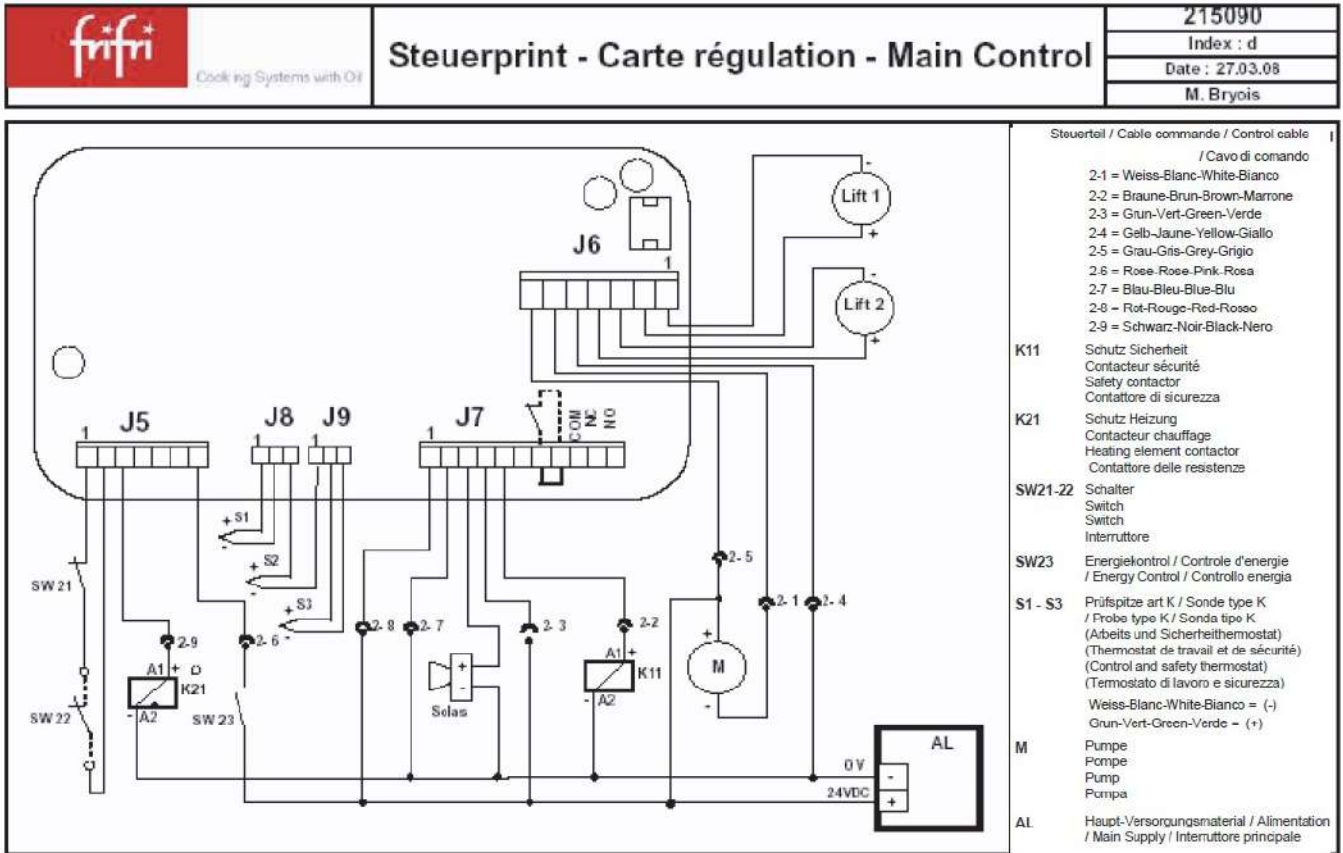 frifri
Cooking Systems with Oil
Steuerprint - Carte régulation - Main Control
215090
Index : d
Date : 27.03.08
M. Bryois
Steuerteil / Cable commande / Control cable
/ Cavo di comando
2-1 = Weiss-Blanc-White-Bianco
2-2 = Braune-Brun-Brown-Marrone
2-3 = Grun-Vert-Green-Verde
2-4 = Gelb-Jaune-Yellow-Giallo
2-5 = Grau-Gris-Grey-Grigio
2-6 = Rose-Rose-Pink-Rosa
2-7 = Blau-Bleu-Blue-Blu
2-8 = Rot-Rouge-Red-Rosso
2-9 = Schwarz-Noir-Black-Nero
K11 Schutz Sicherheit
Contacteur sécurité
Safety contactor
Contattore di sicurezza
K21 Schutz Heizung
Contacteur chauffage
Heating element contactor
Contattore delle resistenze
SW21-22 Schalter
Switch
Switch
Interruttore
SW23 Energiekontrol / Controle d'energie
/ Energy Control / Controllo energia
S1 - S3 Prüfspitze art K / Sonde type K
/ Probe type K / Sonda tipo K
(Arbeits und Sicherheithermostat)
(Thermostat de travail et de sécurité)
(Control and safety thermostat)
(Termostato di lavoro e sicurezza)
Weiss-Blanc-White-Bianco = (-)
Grun-Vert-Green-Verde = (+)
M Pumpe
Pompe
Pump
Pompa
AL Haupt-Versorgungsmaterial / Alimentation
/ Main Supply / Interruttore principale
- Lift 1 +
- Lift 2 +
J6
1
J5
1
J8
1
J9
1
J7
1
COM
NC
NO
+ S1 -
+ S2 -
+ S3 -
SW 21
SW 22
2-9
2-6
2-8
2-7
2-3
2-2
2-5
2-1
2-4
A1 +
K21
- A2
SW 23
+
-
Solas
A1 +
K11
- A2
+
M
-
AL
0 V -
24VDC +